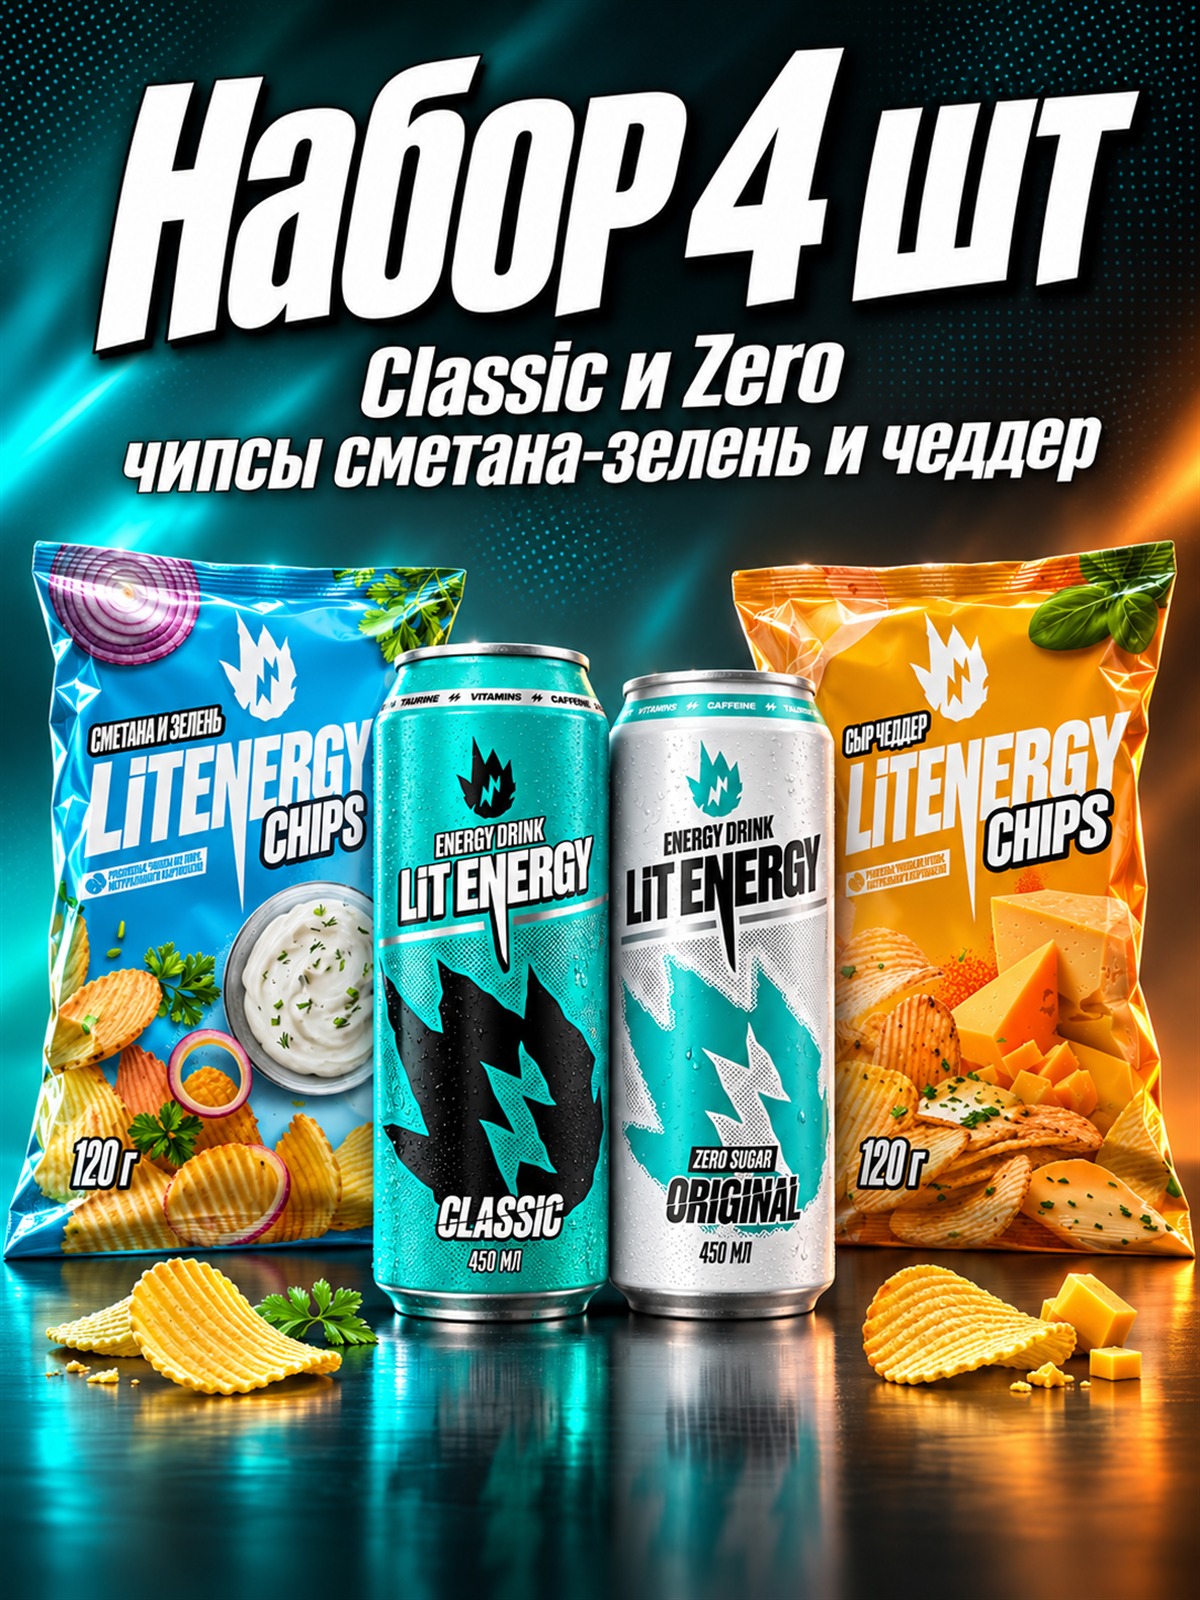 Набор 4 шт
Classic и Zero
чипсы сметана-зелень и чеддер
СМЕТАНА И ЗЕЛЕНЬ
LiTENERGY
CHIPS
120 г
TAURINE VITAMINS CAFFEINE
ENERGY DRINK
LiT ENERGY
CLASSIC
450 МЛ
VITAMINS CAFFEINE
ENERGY DRINK
LiT ENERGY
ZERO SUGAR
ORIGINAL
450 МЛ
СЫР ЧЕДДЕР
LiTENERGY
CHIPS
120 г